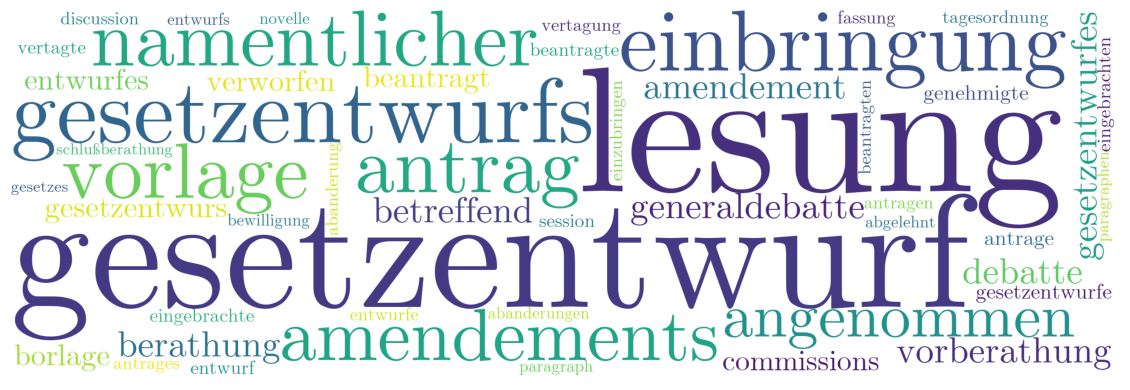 discussion entwurfs novelle vertagung fassung tagesordnung
vertagte namentlicher beantragte einbringung
entwurfes verworfen beantragt amendement genehmigte
gesetzentwurfs lesung
einzubringen beantragten gesetzentwurfes eingebrachten
schlußberathung
gesetzes vorlage abanderung antrag paragraphen
gesetzentwurs bewilligung betreffend session generaldebatte antragen
abgelehnt
antrage
gesetzentwurf debatte
gesetzentwurfe
eingebrachte entwurfe abanderungen
borlage berathung amendements angenommen
antrages entwurf paragraph commissions vorberathung